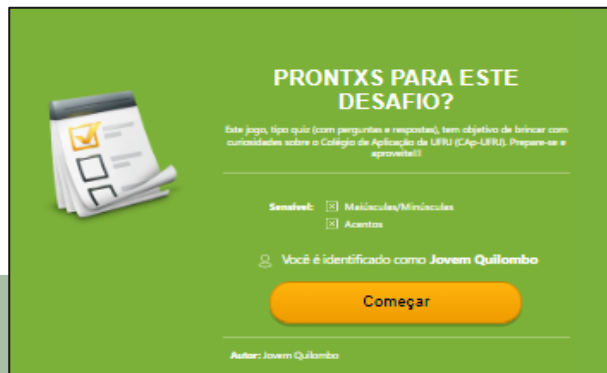 PRONTXS PARA ESTE
DESAFIO?
Este jogo, tipo quiz (com perguntas e respostas), tem objetivo de brincar com
curiosidades sobre o Colégio de Aplicação da UFRJ (CAp-UFRJ). Prepare-se e
aproveite!!!
Sensível: Maiúsculas/Minúsculas
Acentos
Você é identificado como Jovem Quilombo
Começar
Autor: Jovem Quilombo